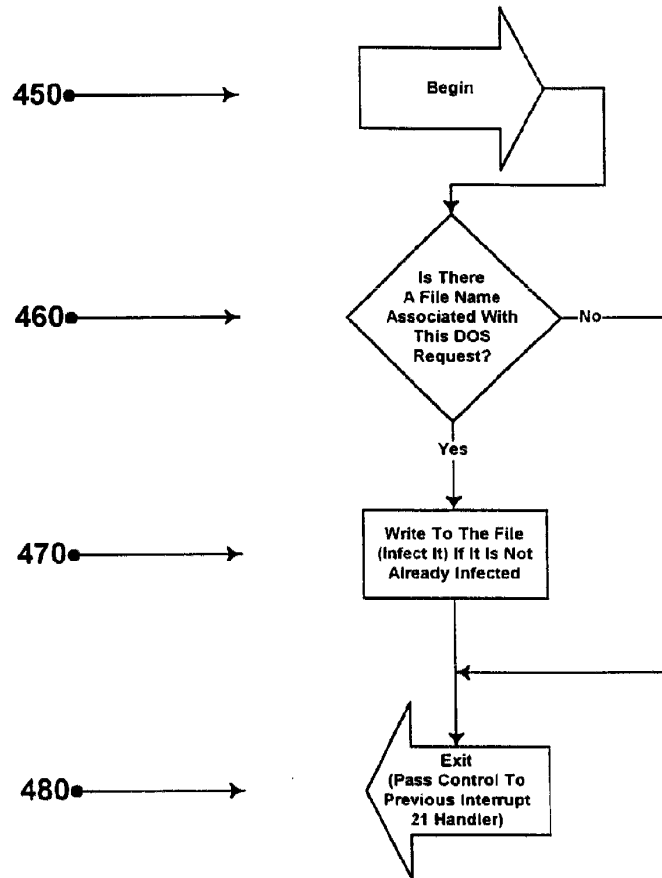 450
Begin
Is There
A File Name
Associated With
This DOS
Request?
460
No
Yes
470
Write To The File
(Infect It) If It Is Not
Already Infected
480
Exit
(Pass Control To
Previous Interrupt
21 Handler)